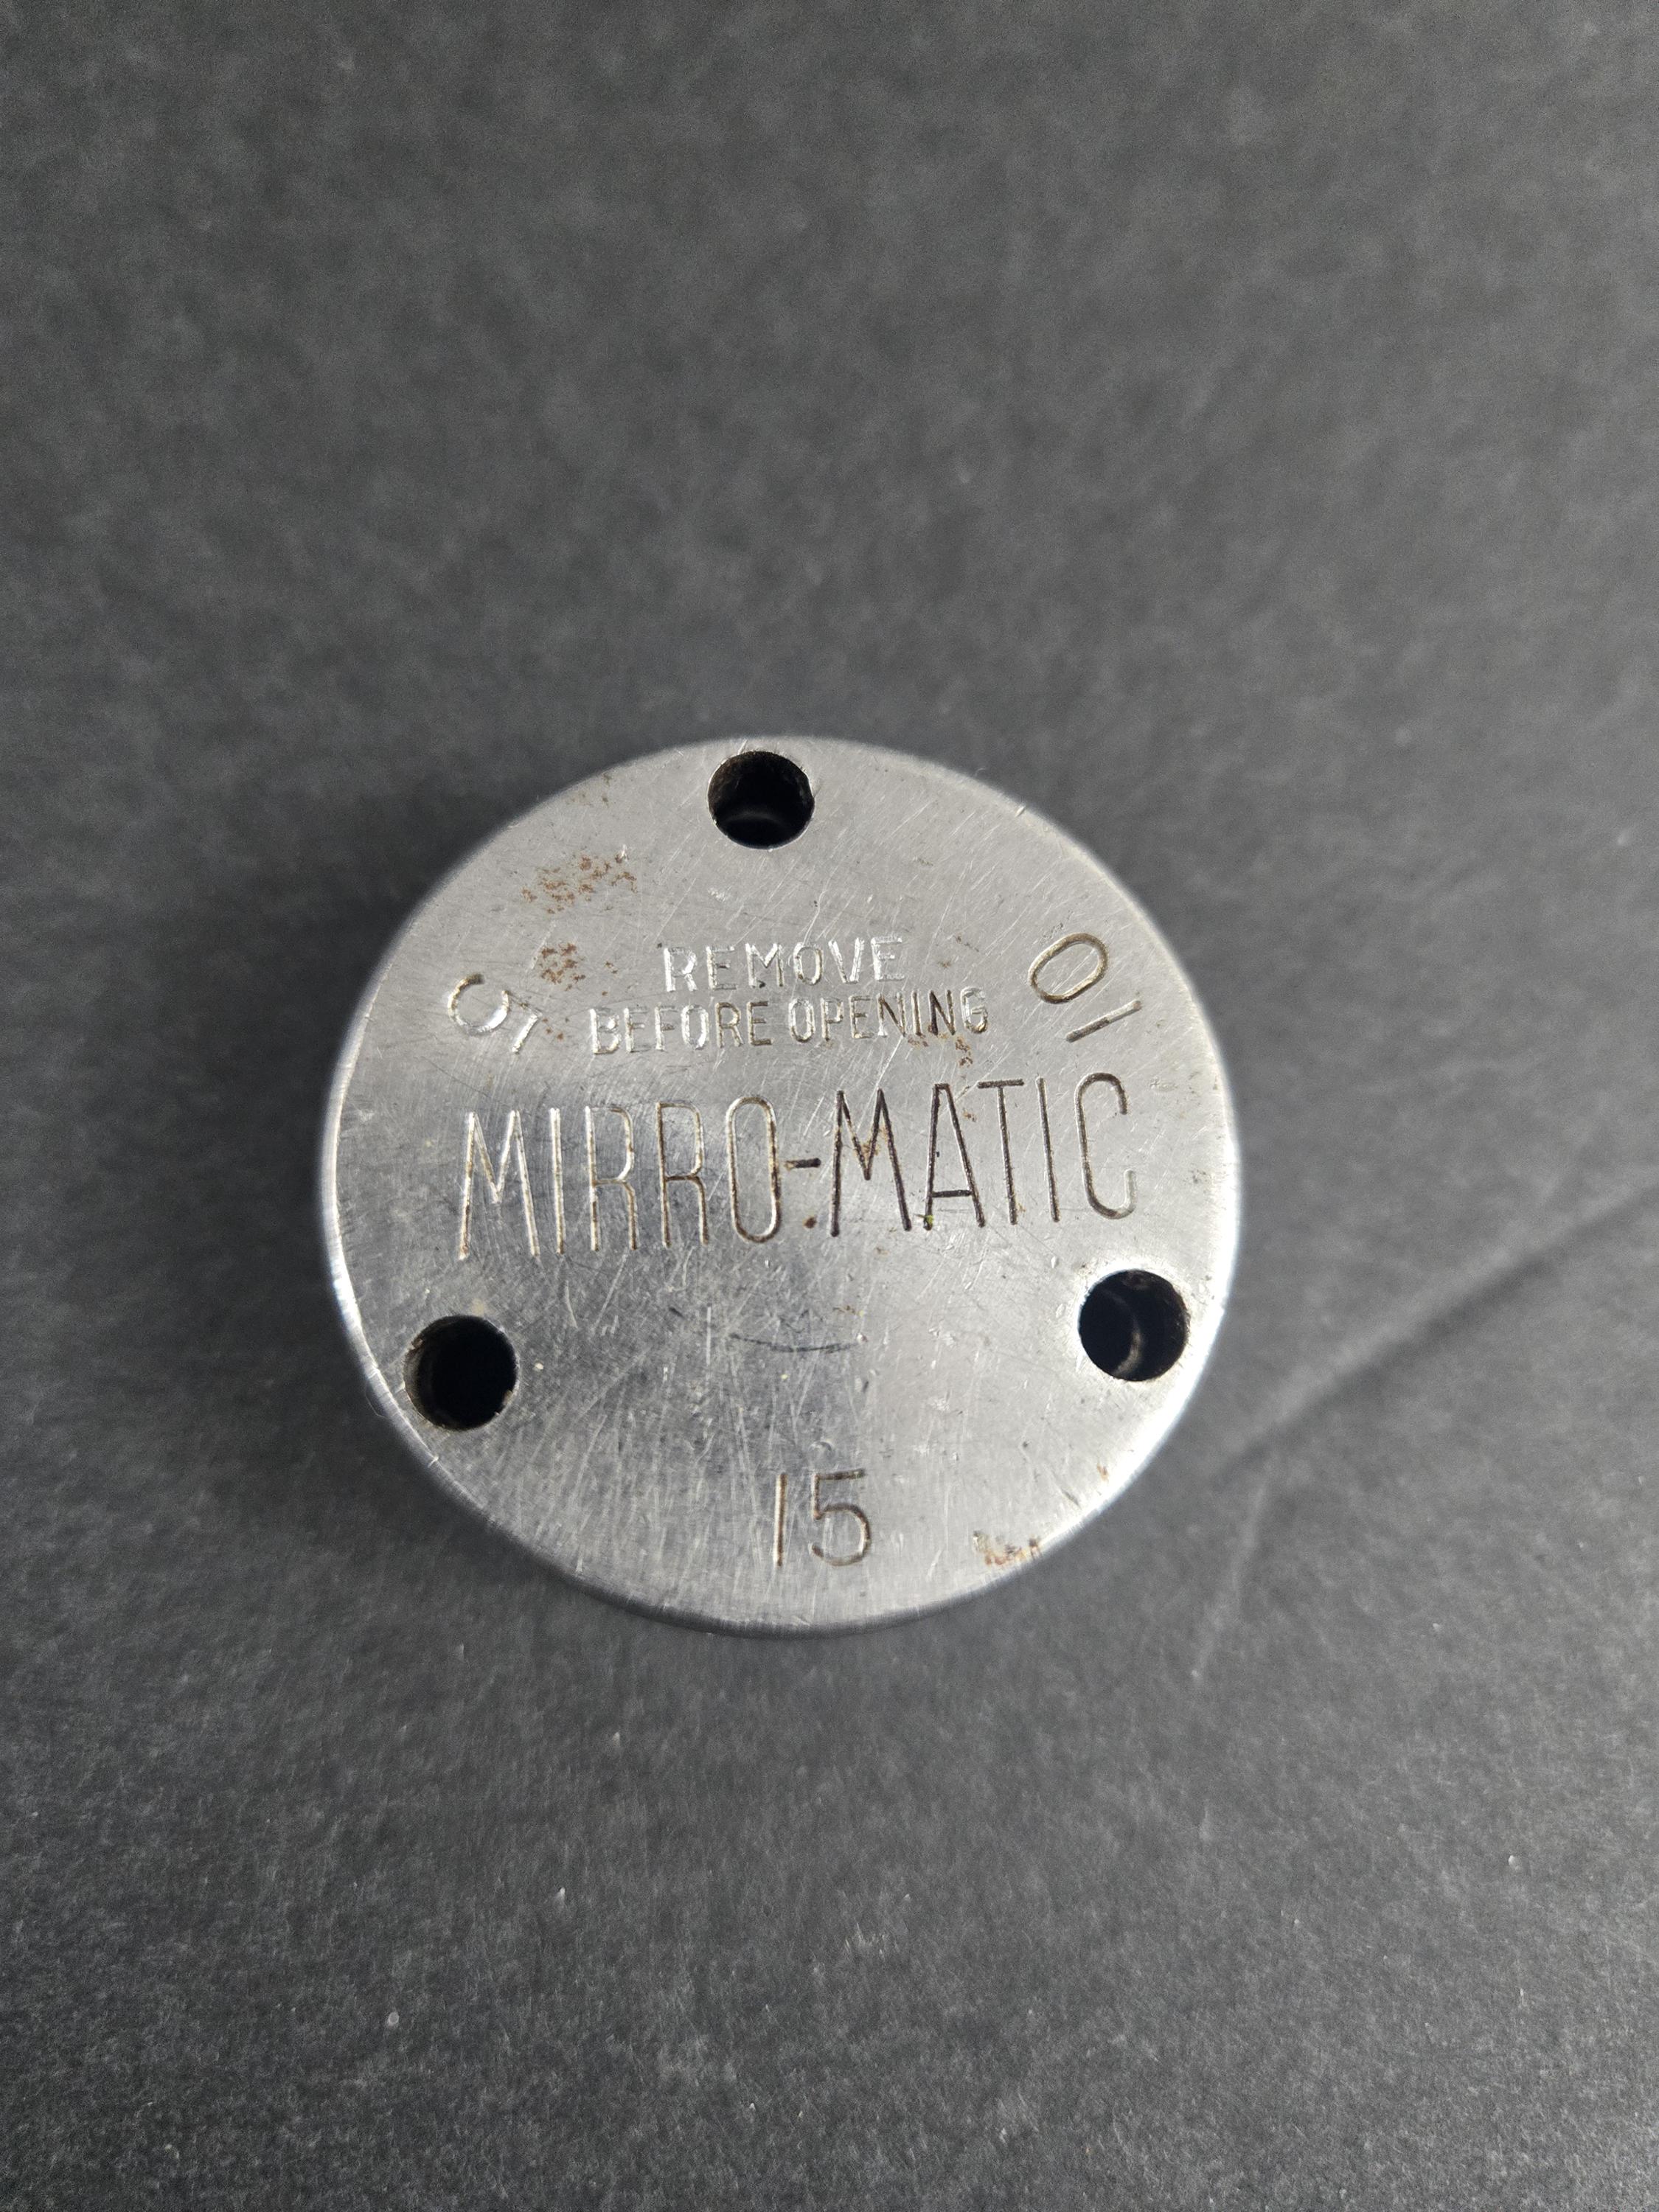 REMOVE
BEFORE OPENING
5
10
MIRRO-MATIC
15